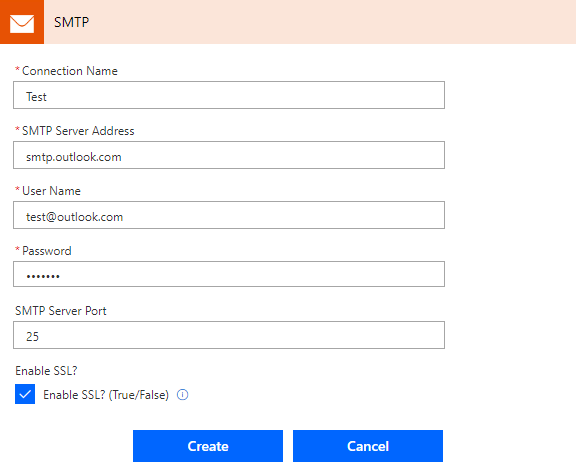 SMTP
* Connection Name
Test
* SMTP Server Address
smtp.outlook.com
* User Name
test@outlook.com
* Password
•••••••
SMTP Server Port
25
Enable SSL?
Enable SSL? (True/False)
Create Cancel